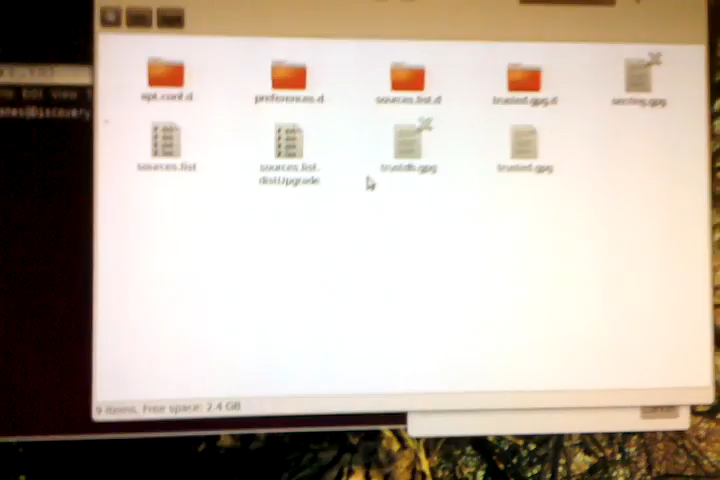 apt.conf.d
preferences.d
sources.list.d
trusted.gpg.d
secring.gpg
sources.list
sources.list.
distUpgrade
trustdb.gpg
trusted.gpg
9 items, Free space: 2.4 GB